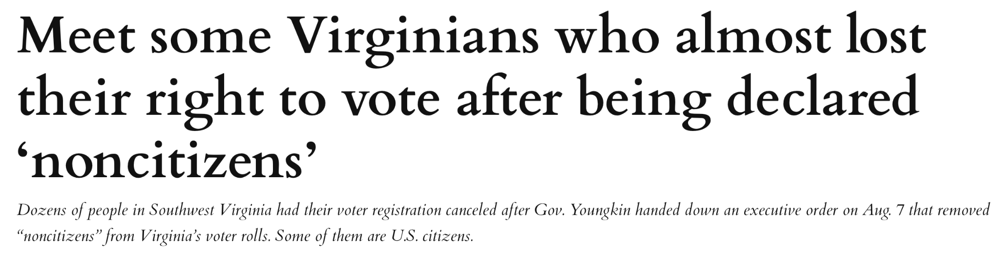 Meet some Virginians who almost lost
their right to vote after being declared
‘noncitizens’
Dozens of people in Southwest Virginia had their voter registration canceled after Gov. Youngkin handed down an executive order on Aug. 7 that removed
“noncitizens” from Virginia’s voter rolls. Some of them are U.S. citizens.